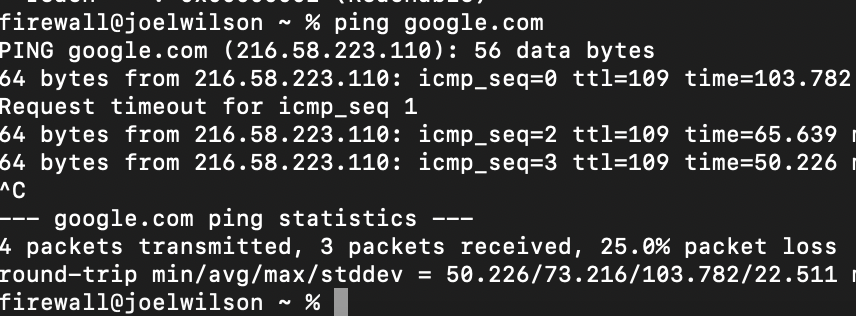 (Reachable)
firewall@joelwilson ~ % ping google.com
PING google.com (216.58.223.110): 56 data bytes
64 bytes from 216.58.223.110: icmp_seq=0 ttl=109 time=103.782
Request timeout for icmp_seq 1
64 bytes from 216.58.223.110: icmp_seq=2 ttl=109 time=65.639
64 bytes from 216.58.223.110: icmp_seq=3 ttl=109 time=50.226
^C
--- google.com ping statistics ---
4 packets transmitted, 3 packets received, 25.0% packet loss
round-trip min/avg/max/stddev = 50.226/73.216/103.782/22.511
firewall@joelwilson ~ %